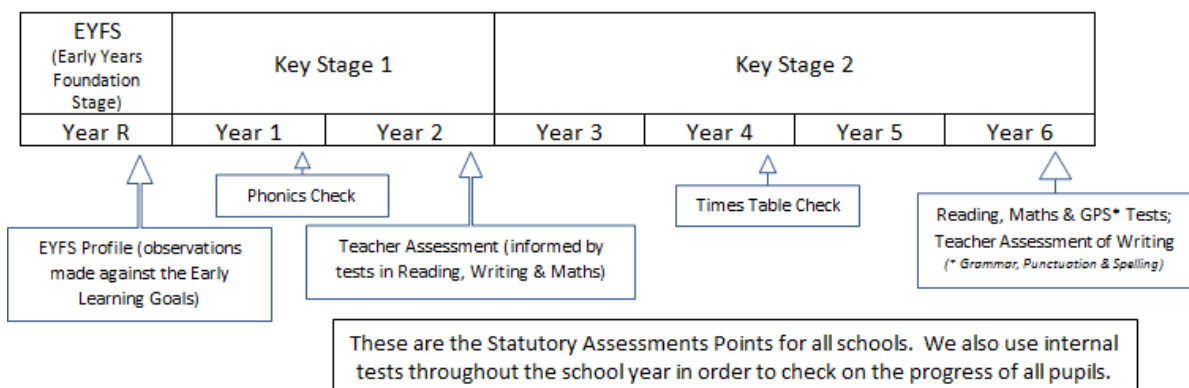 EYFS
(Early Years
Foundation
Stage)
Key Stage 1
Key Stage 2
Year R
Year 1
Year 2
Year 3
Year 4
Year 5
Year 6
Phonics Check
Times Table Check
EYFS Profile (observations
made against the Early
Learning Goals)
Teacher Assessment (informed by
tests in Reading, Writing & Maths)
Reading, Maths & GPS* Tests;
Teacher Assessment of Writing
(* Grammar, Punctuation & Spelling)
These are the Statutory Assessments Points for all schools.  We also use internal
tests throughout the school year in order to check on the progress of all pupils.